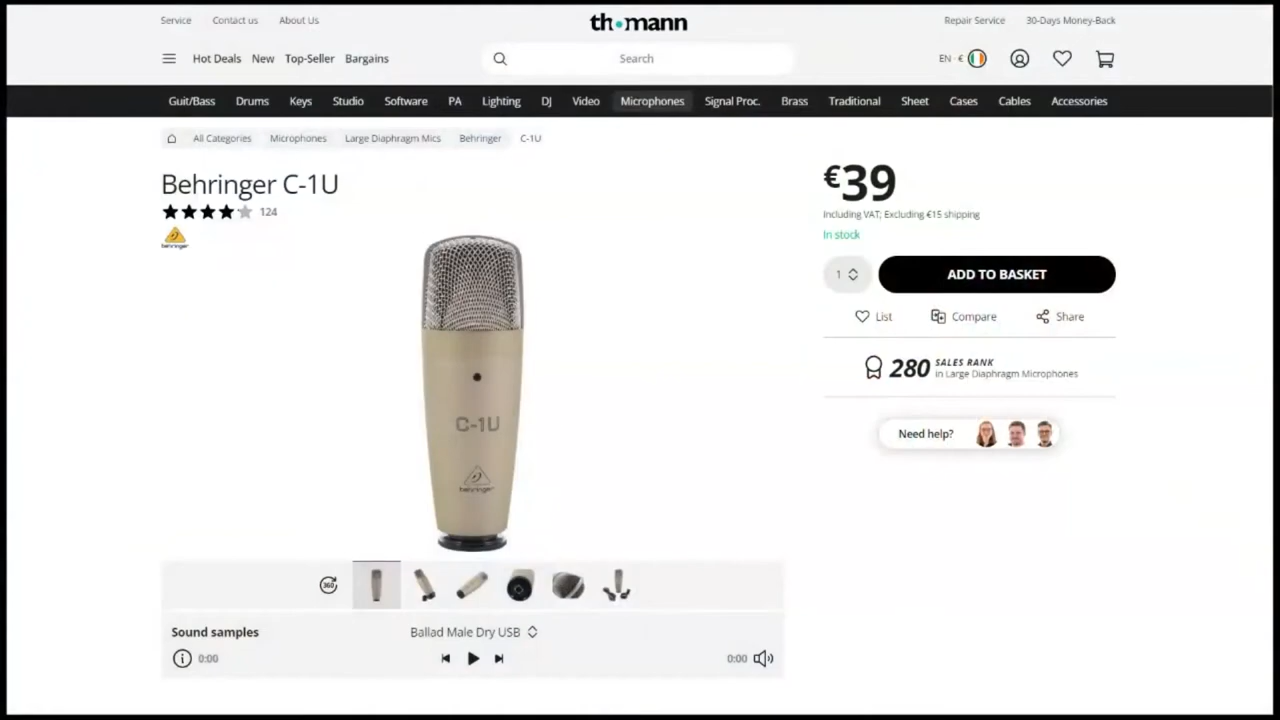 Service Contact us About Us
th•mann
Repair Service 30-Days Money-Back
Hot Deals New Top-Seller Bargains
Search
EN · €
Guit/Bass Drums Keys Studio Software PA Lighting DJ Video Microphones Signal Proc. Brass Traditional Sheet Cases Cables Accessories
All Categories Microphones Large Diaphragm Mics Behringer C-1U
Behringer C-1U
124
behringer
€39
Including VAT; Excluding €15 shipping
In stock
1 ADD TO BASKET
List Compare Share
280 SALES RANK
in Large Diaphragm Microphones
Need help?
C-1U
behringer
360
Sound samples Ballad Male Dry USB
0:00 0:00